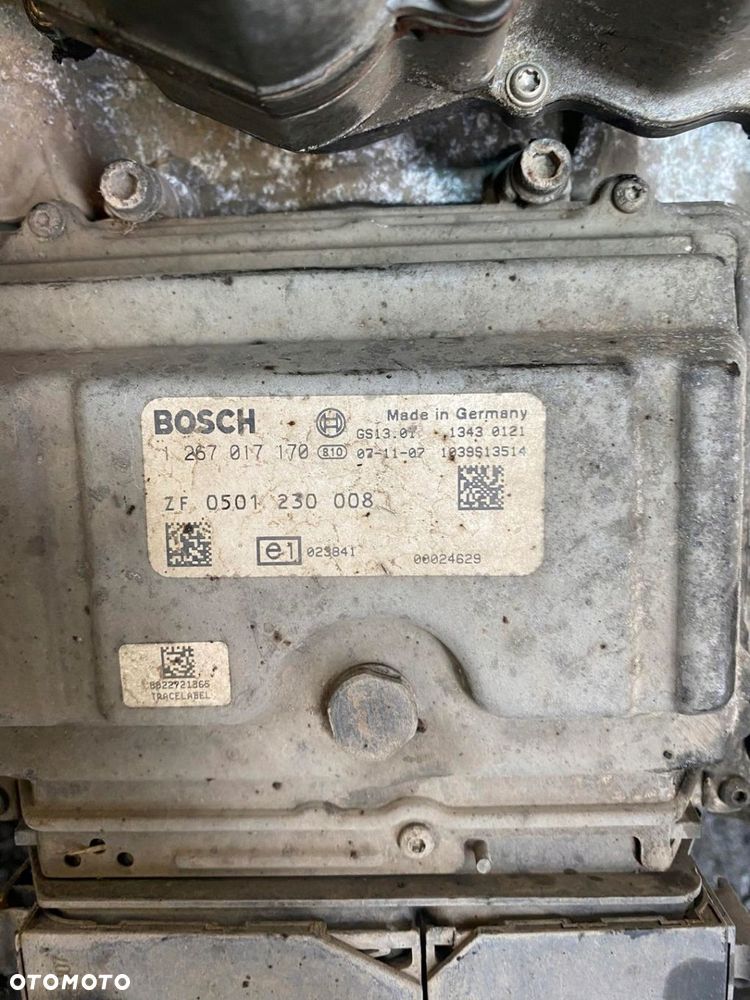 BOSCH Made in Germany
GS13.01 1343 0121
1 267 017 170 810 07-11-07 1039S13514
ZF 0501 230 008
e1 023841 00024629
TRACELABEL
OTOMOTO